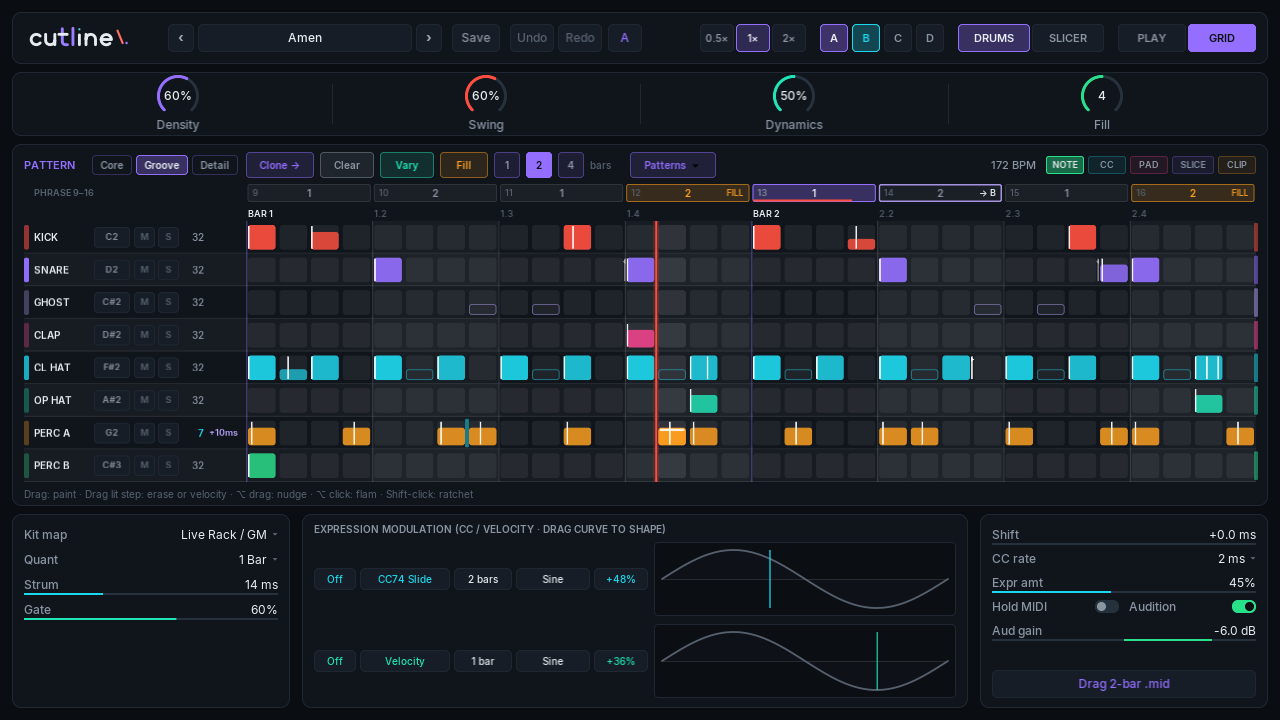 cutline
‹ Amen › Save Undo Redo A 0.5× 1× 2× A B C D DRUMS SLICER PLAY GRID
60% 60% 50% 4
Density Swing Dynamics Fill
PATTERN Core Groove Detail Clone → Clear Vary Fill 1 2 4 bars Patterns 172 BPM NOTE CC PAD SLICE CLIP
PHRASE 9–16 9 1 10 2 11 1 12 2 FILL 13 1 14 2 → B 15 1 16 2 FILL
BAR 1 1.2 1.3 1.4 BAR 2 2.2 2.3 2.4
KICK C2 M S 32
SNARE D2 M S 32
GHOST C#2 M S 32
CLAP D#2 M S 32
CL HAT F#2 M S 32
OP HAT A#2 M S 32
PERC A G2 M S 7 +10ms
PERC B C#3 M S 32
Drag: paint · Drag lit step: erase or velocity · ⌥ drag: nudge · ⌥ click: flam · Shift-click: ratchet
Kit map Live Rack / GM
Quant 1 Bar
Strum 14 ms
Gate 60%
EXPRESSION MODULATION (CC / VELOCITY · DRAG CURVE TO SHAPE)
Off CC74 Slide 2 bars Sine +48%
Off Velocity 1 bar Sine +36%
Shift +0.0 ms
CC rate 2 ms
Expr amt 45%
Hold MIDI Audition
Aud gain -6.0 dB
Drag 2-bar .mid